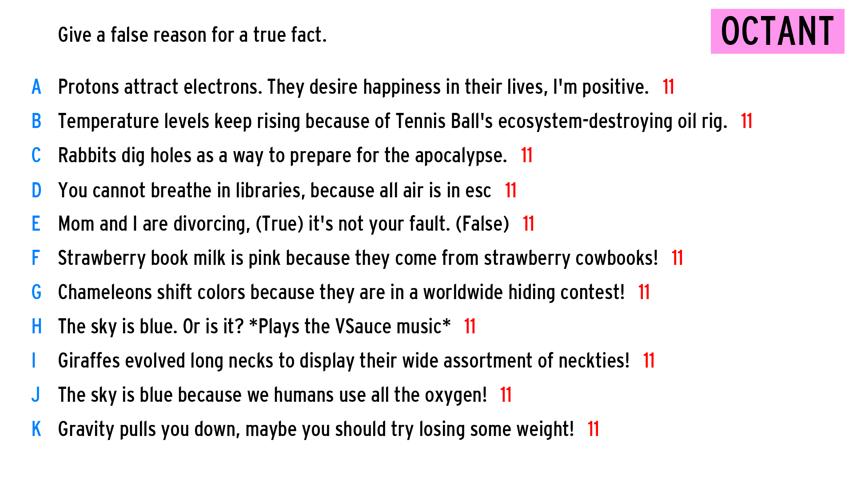 Give a false reason for a true fact.
OCTANT
A Protons attract electrons. They desire happiness in their lives, I'm positive. 11
B Temperature levels keep rising because of Tennis Ball's ecosystem-destroying oil rig. 11
C Rabbits dig holes as a way to prepare for the apocalypse. 11
D You cannot breathe in libraries, because all air is in esc 11
E Mom and I are divorcing, (True) it's not your fault. (False) 11
F Strawberry book milk is pink because they come from strawberry cowbooks! 11
G Chameleons shift colors because they are in a worldwide hiding contest! 11
H The sky is blue. Or is it? *Plays the VSauce music* 11
I Giraffes evolved long necks to display their wide assortment of neckties! 11
J The sky is blue because we humans use all the oxygen! 11
K Gravity pulls you down, maybe you should try losing some weight! 11